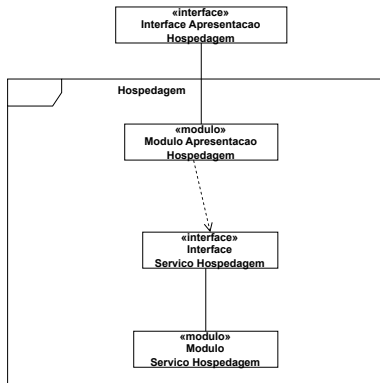 «interface»
Interface Apresentacao
Hospedagem
Hospedagem
«modulo»
Modulo Apresentacao
Hospedagem
«interface»
Interface
Servico Hospedagem
«modulo»
Modulo
Servico Hospedagem